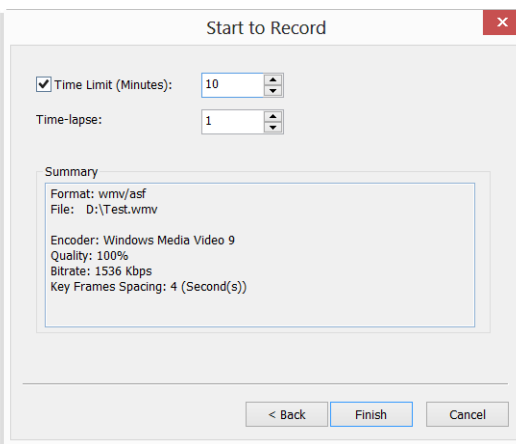 Start to Record
Time Limit (Minutes): 10
Time-lapse: 1
Summary
Format: wmv/asf
File: D:\Test.wmv
Encoder: Windows Media Video 9
Quality: 100%
Bitrate: 1536 Kbps
Key Frames Spacing: 4 (Second(s))
< Back Finish Cancel